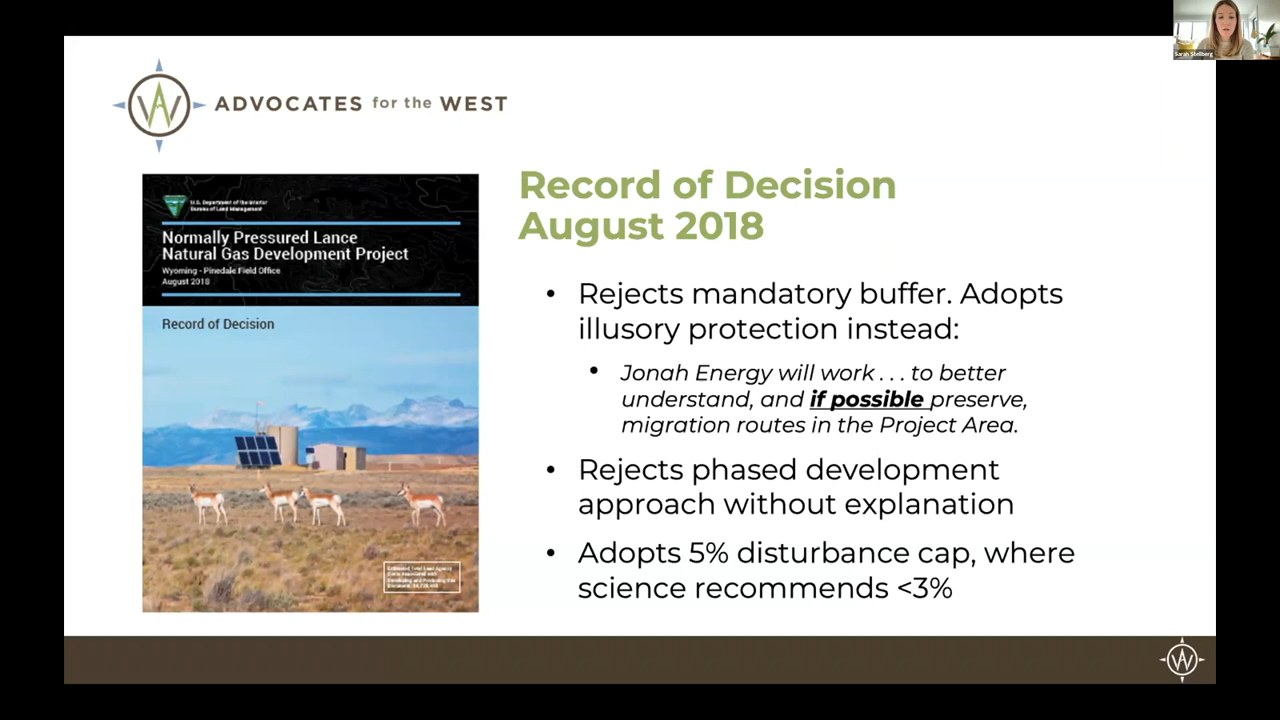 Sarah Stellberg
ADVOCATES for the WEST
U.S. Department of the Interior
Bureau of Land Management
Normally Pressured Lance
Natural Gas Development Project
Wyoming - Pinedale Field Office
August 2018
Record of Decision
Record of Decision
August 2018
• Rejects mandatory buffer. Adopts
illusory protection instead:
• Jonah Energy will work . . . to better
understand, and if possible preserve,
migration routes in the Project Area.
• Rejects phased development
approach without explanation
• Adopts 5% disturbance cap, where
science recommends <3%